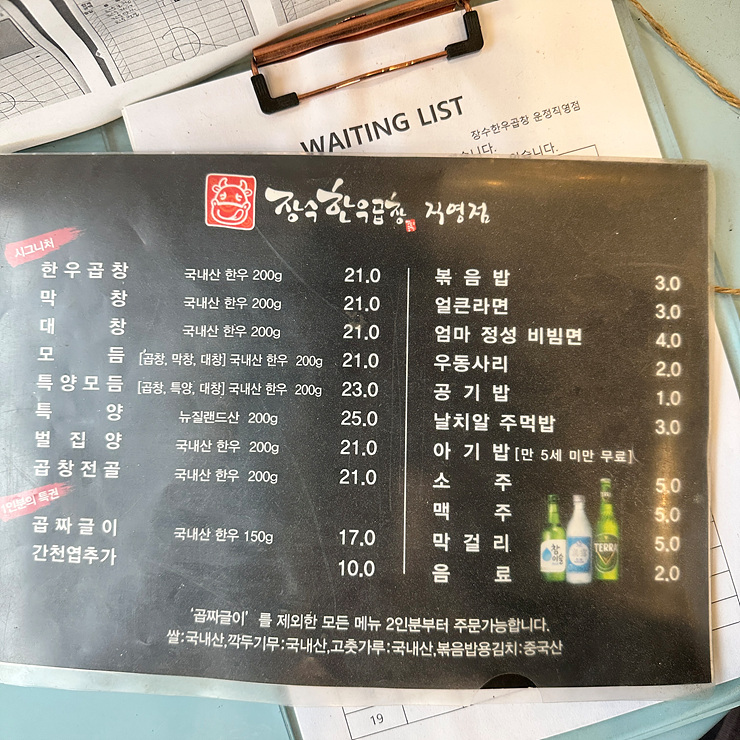 WAITING LIST
장수한우곱창 운정직영점
습니다.
니다.
장수한우곱창 직영점
시그니처
한우곱창 국내산 한우 200g 21.0
막창 국내산 한우 200g 21.0
대창 국내산 한우 200g 21.0
모듬 [곱창, 막창, 대창] 국내산 한우 200g 21.0
특양모듬 [곱창, 특양, 대창] 국내산 한우 200g 23.0
특양 뉴질랜드산 200g 25.0
벌집양 국내산 한우 200g 21.0
곱창전골 국내산 한우 200g 21.0
1인분의 특권
곱짜글이 국내산 한우 150g 17.0
간천엽추가 10.0
볶음밥 3.0
얼큰라면 3.0
엄마 정성 비빔면 4.0
우동사리 2.0
공기밥 1.0
날치알 주먹밥 3.0
아기밥 [만 5세 미만 무료]
소주 5.0
맥주 5.0
막걸리 5.0
음료 2.0
TERRA
'곱짜글이' 를 제외한 모든 메뉴 2인분부터 주문가능합니다.
쌀:국내산,깍두기무:국내산,고춧가루:국내산,볶음밥용김치:중국산
19